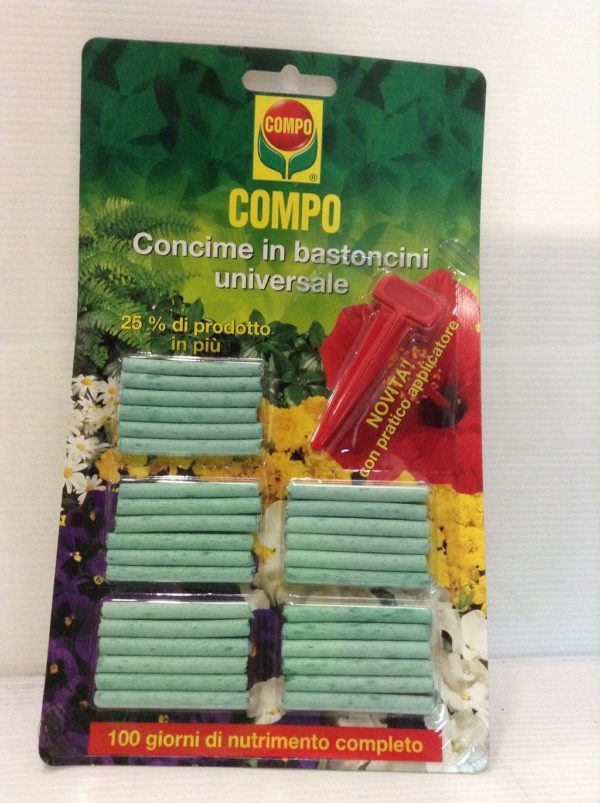 COMPO
®
COMPO
Concime in bastoncini
universale
25 % di prodotto
in più
NOVITA'!
con pratico applicatore
100 giorni di nutrimento completo